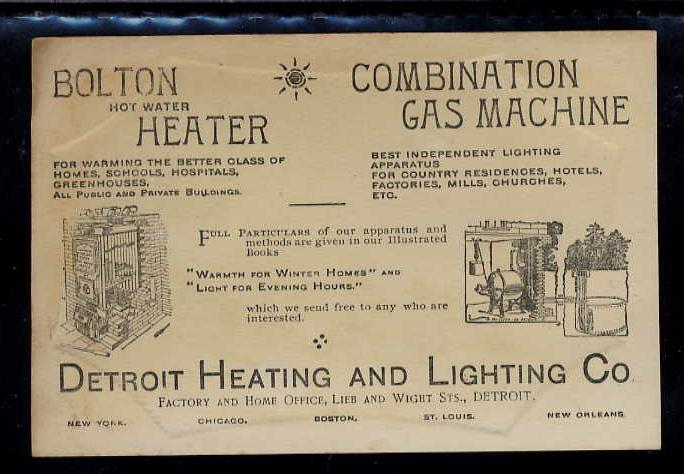 BOLTON
HOT WATER
HEATER
FOR WARMING THE BETTER CLASS OF
HOMES, SCHOOLS, HOSPITALS,
GREENHOUSES,
ALL PUBLIC AND PRIVATE BUILDINGS.
COMBINATION
GAS MACHINE
BEST INDEPENDENT LIGHTING
APPARATUS
FOR COUNTRY RESIDENCES, HOTELS,
FACTORIES, MILLS, CHURCHES,
ETC.
FULL PARTICULARS of our apparatus and
methods are given in our Illustrated
Books
"WARMTH FOR WINTER HOMES" AND
"LIGHT FOR EVENING HOURS."
which we send free to any who are
interested.
DETROIT HEATING AND LIGHTING CO.
FACTORY AND HOME OFFICE, LIEB AND WIGHT STS., DETROIT.
NEW YORK. CHICAGO. BOSTON. ST. LOUIS. NEW ORLEANS.